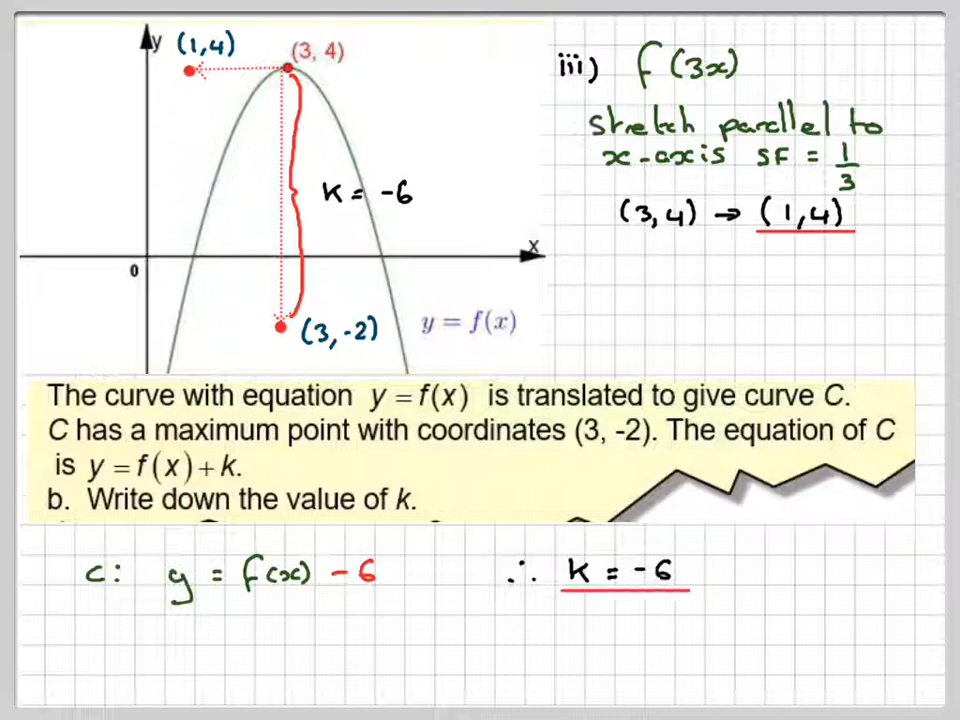 y
(1,4)
(3, 4)
K = -6
x
0
(3,-2)
y = f(x)
iii) f(3x)
stretch parallel to
x-axis SF = 1/3
(3,4) → (1,4)
The curve with equation y = f(x) is translated to give curve C.
C has a maximum point with coordinates (3, -2). The equation of C
is y = f(x) + k.
b. Write down the value of k.
C: y = f(x) - 6
∴ K = -6